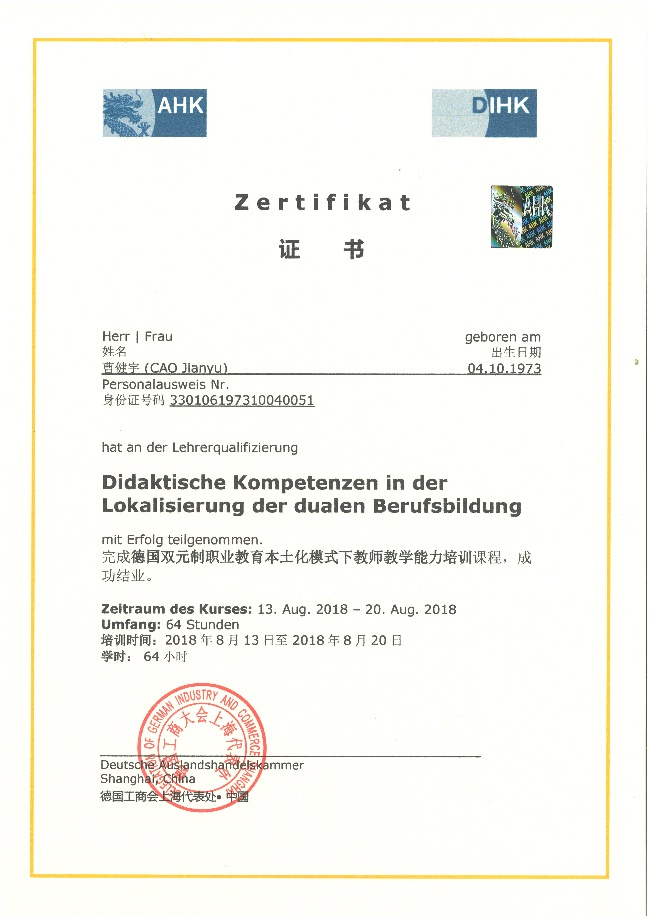 AHK
DIHK
Zertifikat
AHK
证 书
Herr | Frau geboren am
姓名 出生日期
曹健宇 (CAO Jianyu) 04.10.1973
Personalausweis Nr.
身份证号码 330106197310040051
hat an der Lehrerqualifizierung
Didaktische Kompetenzen in der
Lokalisierung der dualen Berufsbildung
mit Erfolg teilgenommen.
完成德国双元制职业教育本土化模式下教师教学能力培训课程，成
功结业。
Zeitraum des Kurses: 13. Aug. 2018 – 20. Aug. 2018
Umfang: 64 Stunden
培训时间：2018 年 8 月 13 日至 2018 年 8 月 20 日
学时： 64 小时
DELEGATION OF GERMAN INDUSTRY AND COMMERCE SHANGHAI
德国工商大会上海代表处
Deutsche Auslandshandelskammer
Shanghai, China
德国工商会上海代表处• 中國